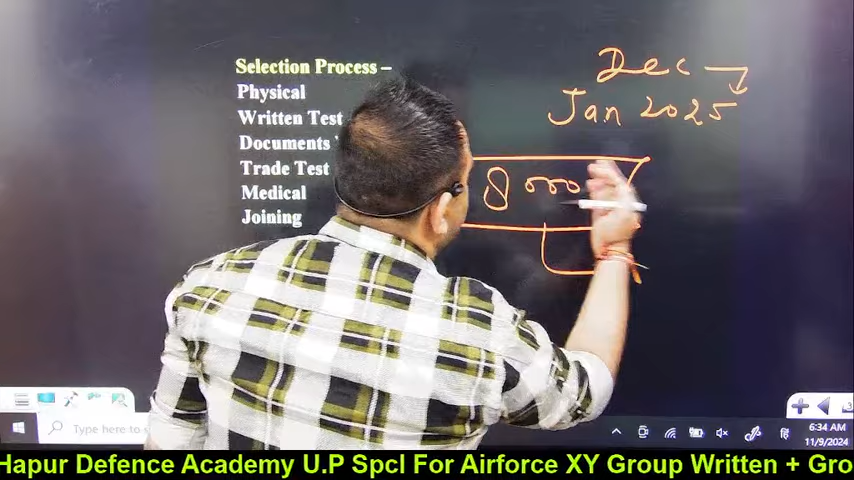 Selection Process –
Physical
Written Test
Documents
Trade Test
Medical
Joining
Dec
Jan 2025
8000
Type here to s
6:34 AM
11/9/2024
Hapur Defence Academy U.P Spcl For Airforce XY Group Written + Gro